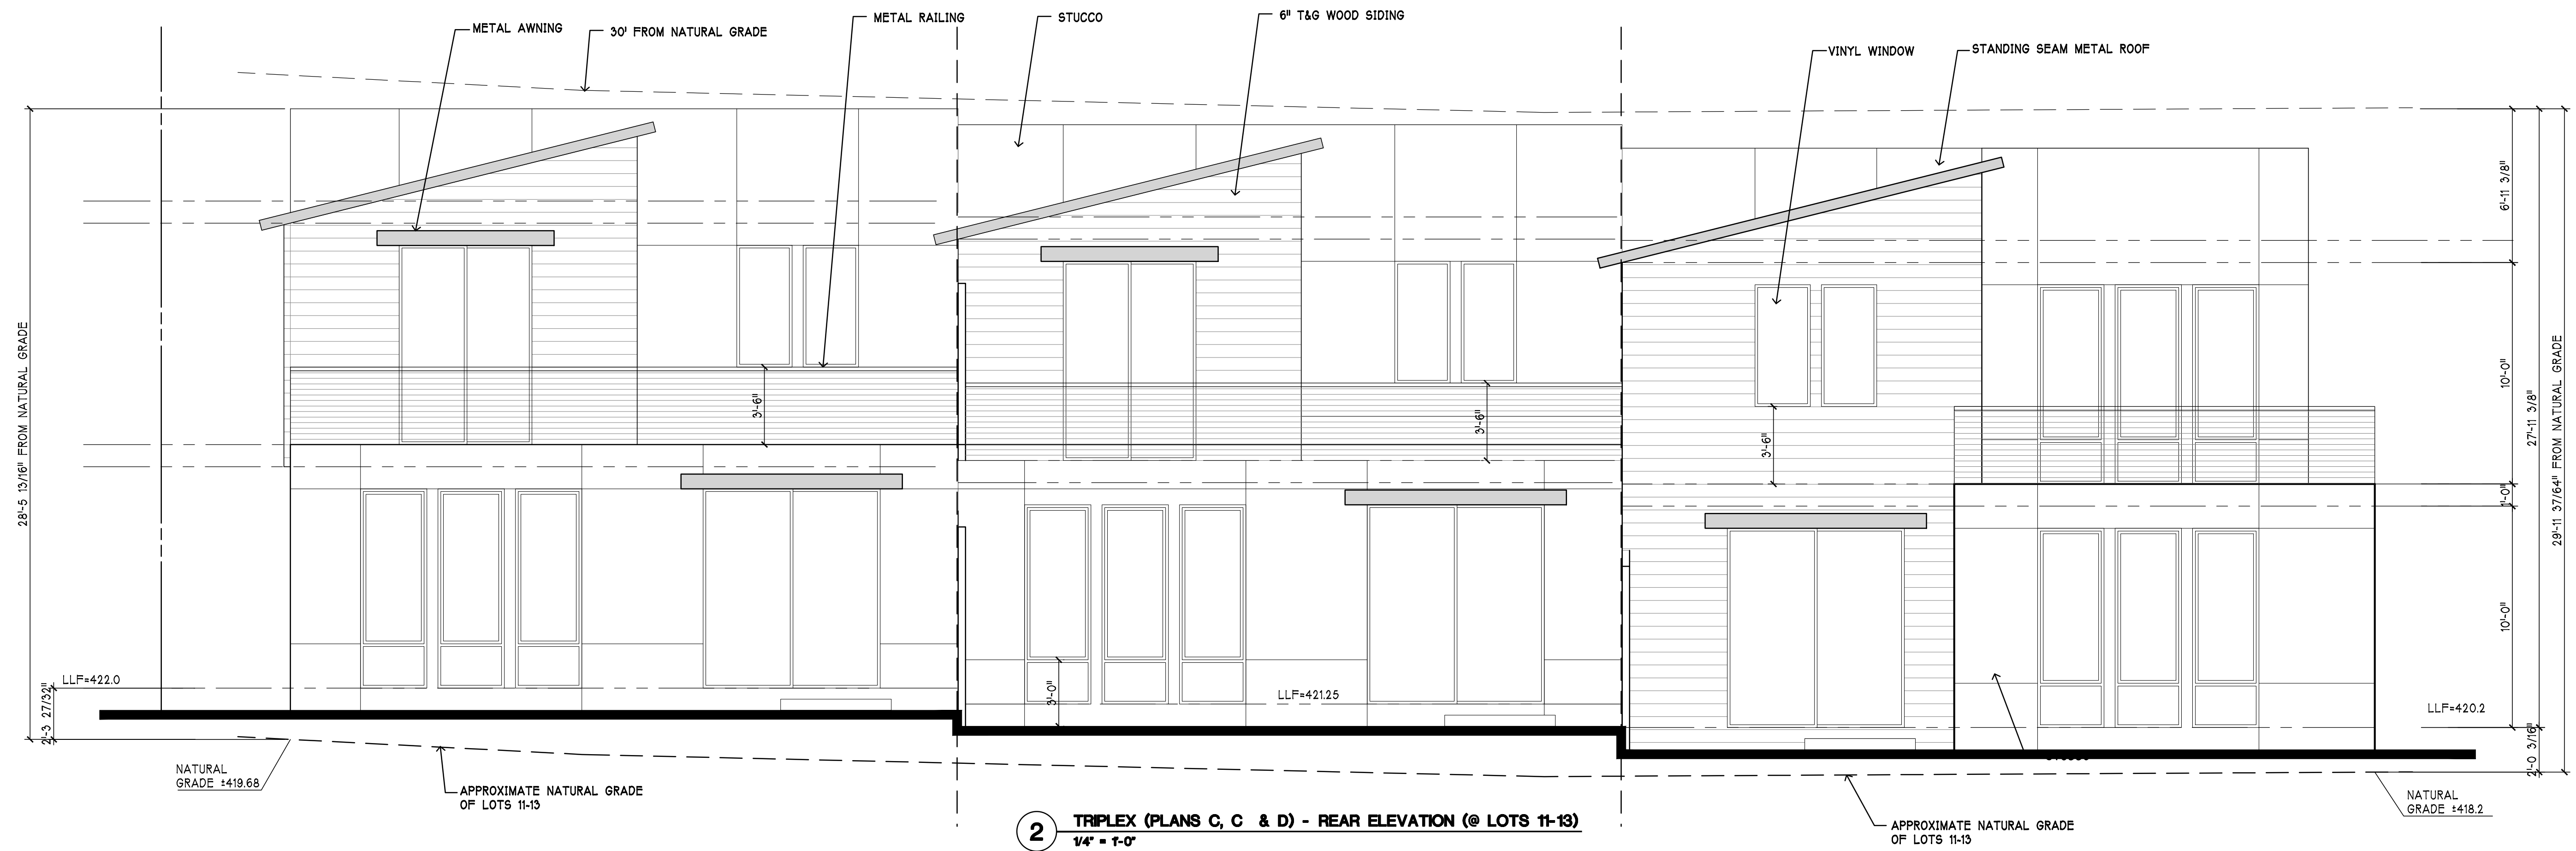 METAL AWNING
30' FROM NATURAL GRADE
METAL RAILING
STUCCO
6" T&G WOOD SIDING
VINYL WINDOW
STANDING SEAM METAL ROOF
28'-5 13/16" FROM NATURAL GRADE
2'-3 27/32"
LLF=422.0
3'-6"
3'-6"
3'-0"
LLF=421.25
3'-6"
6'-11 3/8"
10'-0"
1'-0"
10'-0"
27'-11 3/8"
29'-11 37/64" FROM NATURAL GRADE
LLF=420.2
2'-0 3/16"
NATURAL
GRADE ±419.68
APPROXIMATE NATURAL GRADE
OF LOTS 11-13
2
TRIPLEX (PLANS C, C & D) - REAR ELEVATION (@ LOTS 11-13)
1/4" = 1'-0"
APPROXIMATE NATURAL GRADE
OF LOTS 11-13
NATURAL
GRADE ±418.2